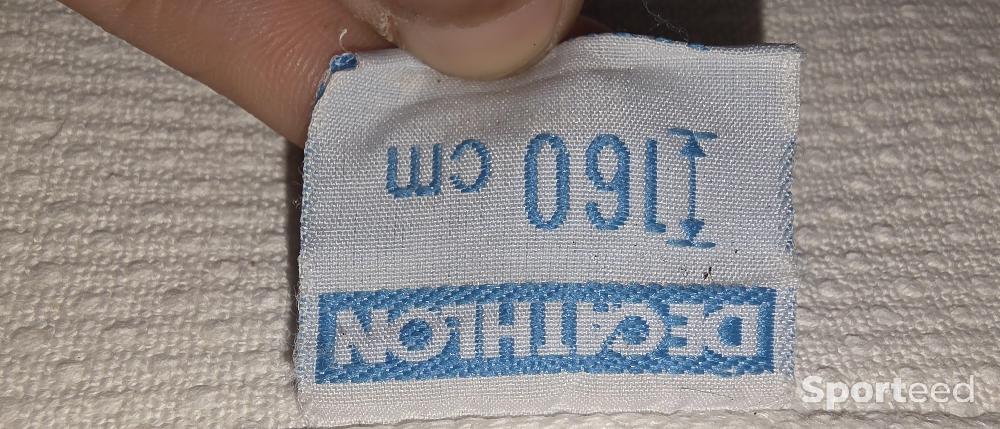 DECATHLON
160 cm
Sporteed